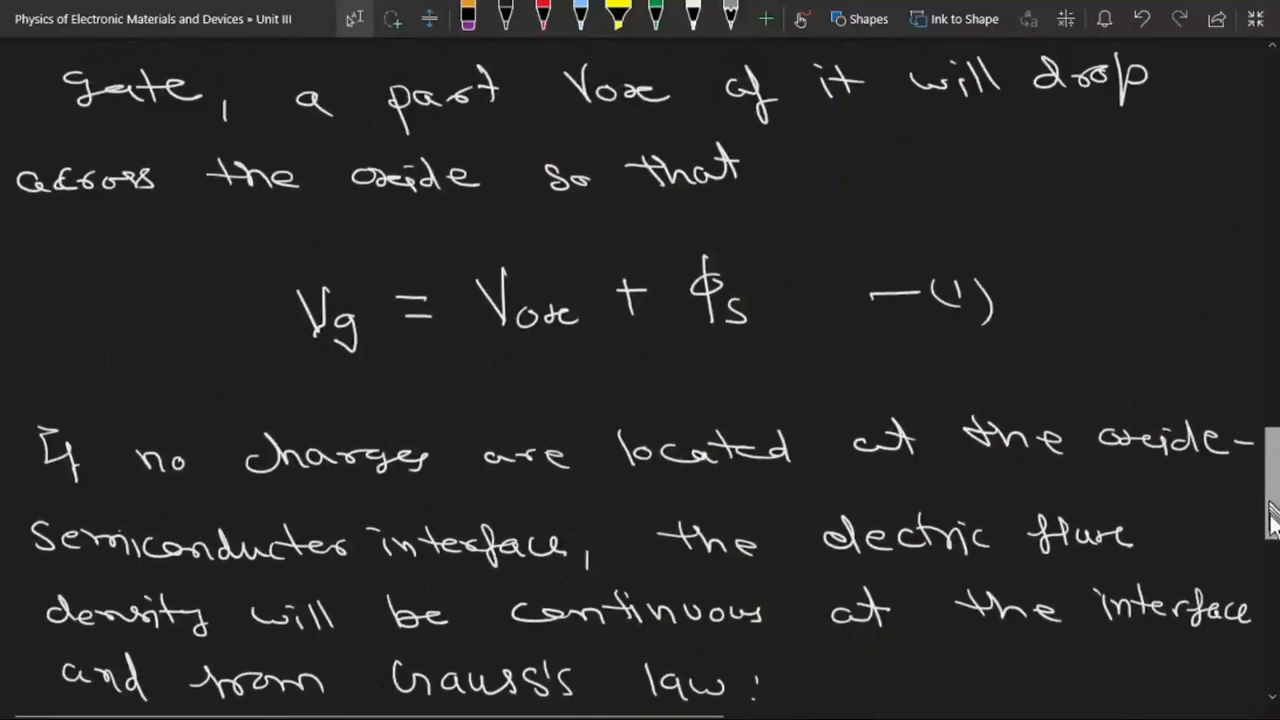 Physics of Electronic Materials and Devices » Unit III
Shapes
Ink to Shape
gate, a part Vox of it will drop
across the oxide so that
Vg = Vox + ϕs —(1)
If no charges are located at the oxide-
semiconductor interface, the electric flux
density will be continuous at the interface
and from Gauss's law: